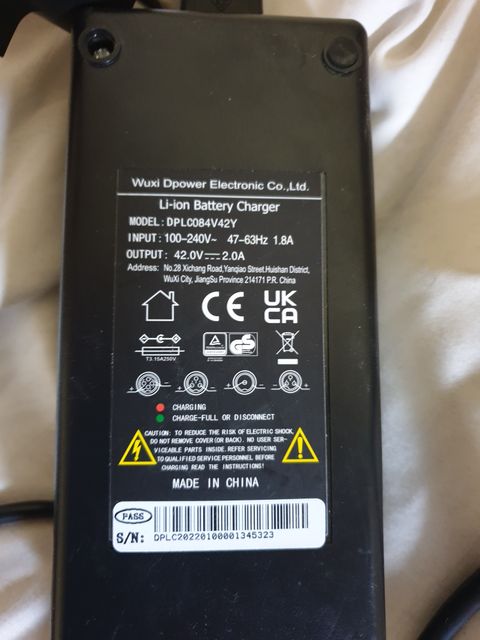 Wuxi Dpower Electronic Co.,Ltd.
Li-ion Battery Charger
MODEL: DPLC084V42Y
INPUT: 100-240V~ 47-63Hz 1.8A
OUTPUT: 42.0V⎓2.0A
Address: No.28 Xichang Road,Yanqiao Street.Huishan District,
WuXi City, JiangSu Province 214171 P.R. China
CE
UK
CA
T3.15A250V
CHARGING
CHARGE-FULL OR DISCONNECT
CAUTION: TO REDUCE THE RISK OF ELECTRIC SHOCK,
DO NOT REMOVE COVER (OR BACK). NO USER SER-
VICEABLE PARTS INSIDE. REFER SERVICING
TO QUALIFIED SERVICE PERSONNEL BEFORE
CHARGING READ THE INSTRUCTIONS!
MADE IN CHINA
PASS
S/N: DPLC20220100001345323